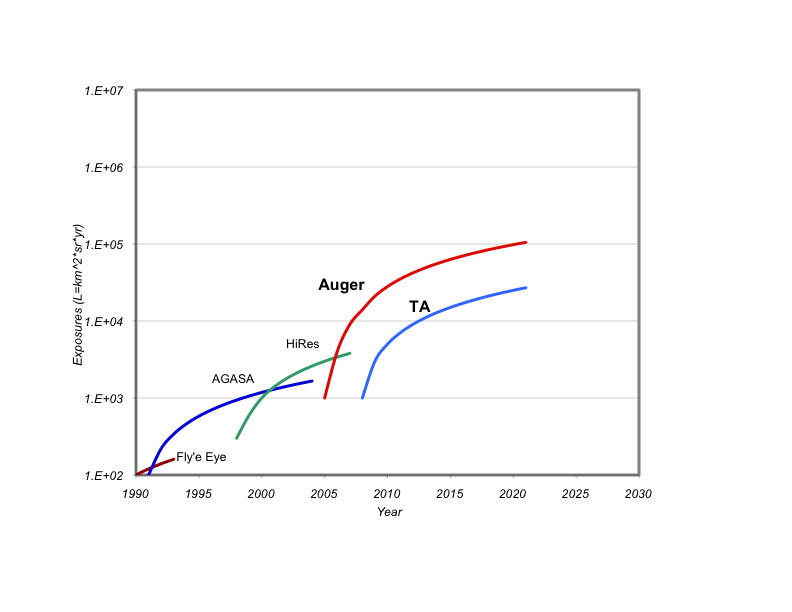 1.E+07
1.E+06
1.E+05
1.E+04
1.E+03
1.E+02
Exposures (L=km^2*sr*yr)
Auger
TA
HiRes
AGASA
Fly'e Eye
1990 1995 2000 2005 2010 2015 2020 2025 2030
Year